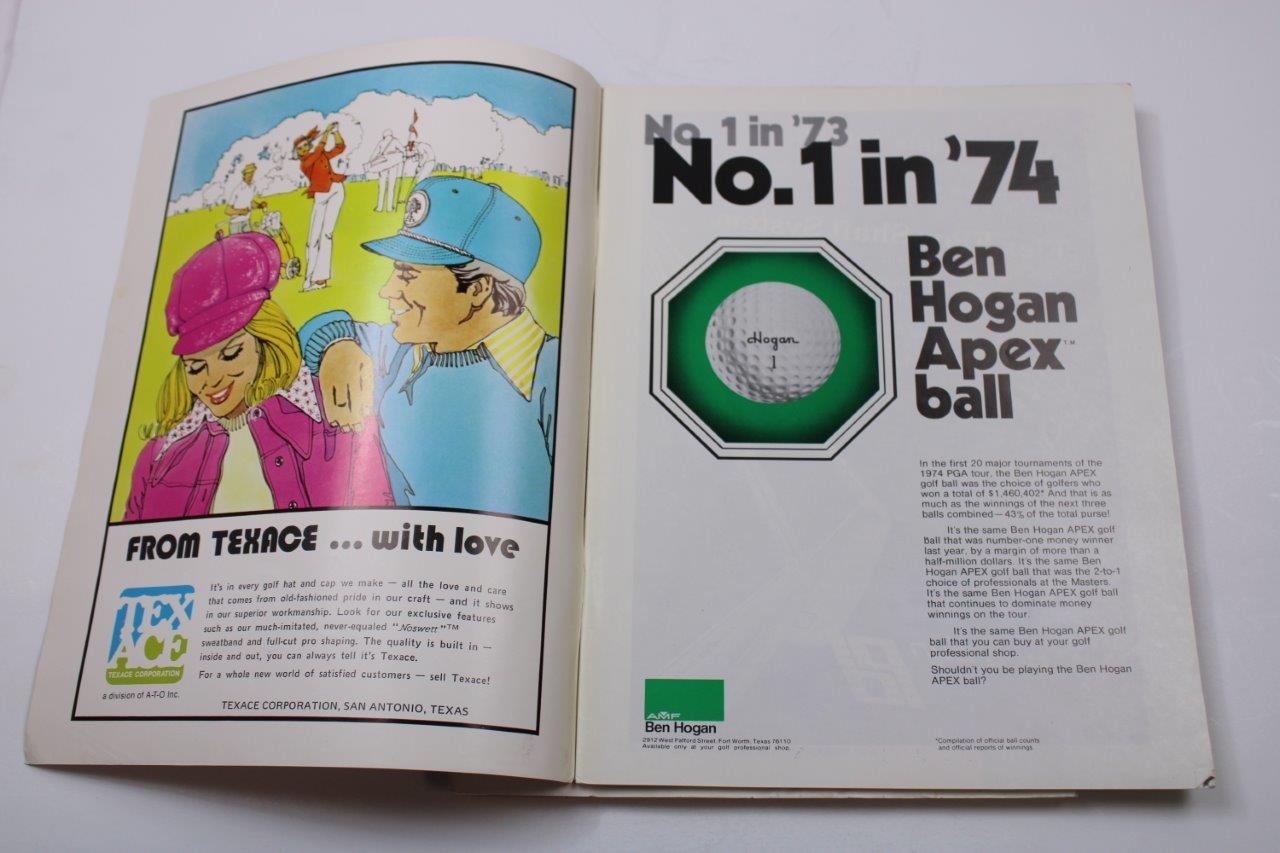 FROM TEXACE ... with love
TEX
ACE
TEXACE CORPORATION
a division of A-T-O Inc.
It's in every golf hat and cap we make — all the love and care
that comes from old-fashioned pride in our craft — and it shows
in our superior workmanship. Look for our exclusive features
such as our much-imitated, never-equaled "Noswett"™
sweatband and full-cut pro shaping. The quality is built in —
inside and out, you can always tell it's Texace.
For a whole new world of satisfied customers — sell Texace!
TEXACE CORPORATION, SAN ANTONIO, TEXAS
No. 1 in '73
No. 1 in '74
Hogan
1
Ben
Hogan
Apex™
ball
In the first 20 major tournaments of the
1974 PGA tour, the Ben Hogan APEX
golf ball was the choice of golfers who
won a total of $1,460,402* And that is as
much as the winnings of the next three
balls combined—43% of the total purse!
It's the same Ben Hogan APEX golf
ball that was number-one money winner
last year, by a margin of more than a
half-million dollars. It's the same Ben
Hogan APEX golf ball that was the 2-to-1
choice of professionals at the Masters.
It's the same Ben Hogan APEX golf ball
that continues to dominate money
winnings on the tour.
It's the same Ben Hogan APEX golf
ball that you can buy at your golf
professional shop.
Shouldn't you be playing the Ben Hogan
APEX ball?
AMF
Ben Hogan
2912 West Pafford Street, Fort Worth, Texas 76110
Available only at your golf professional shop.
*Compilation of official ball counts
and official reports of winnings.